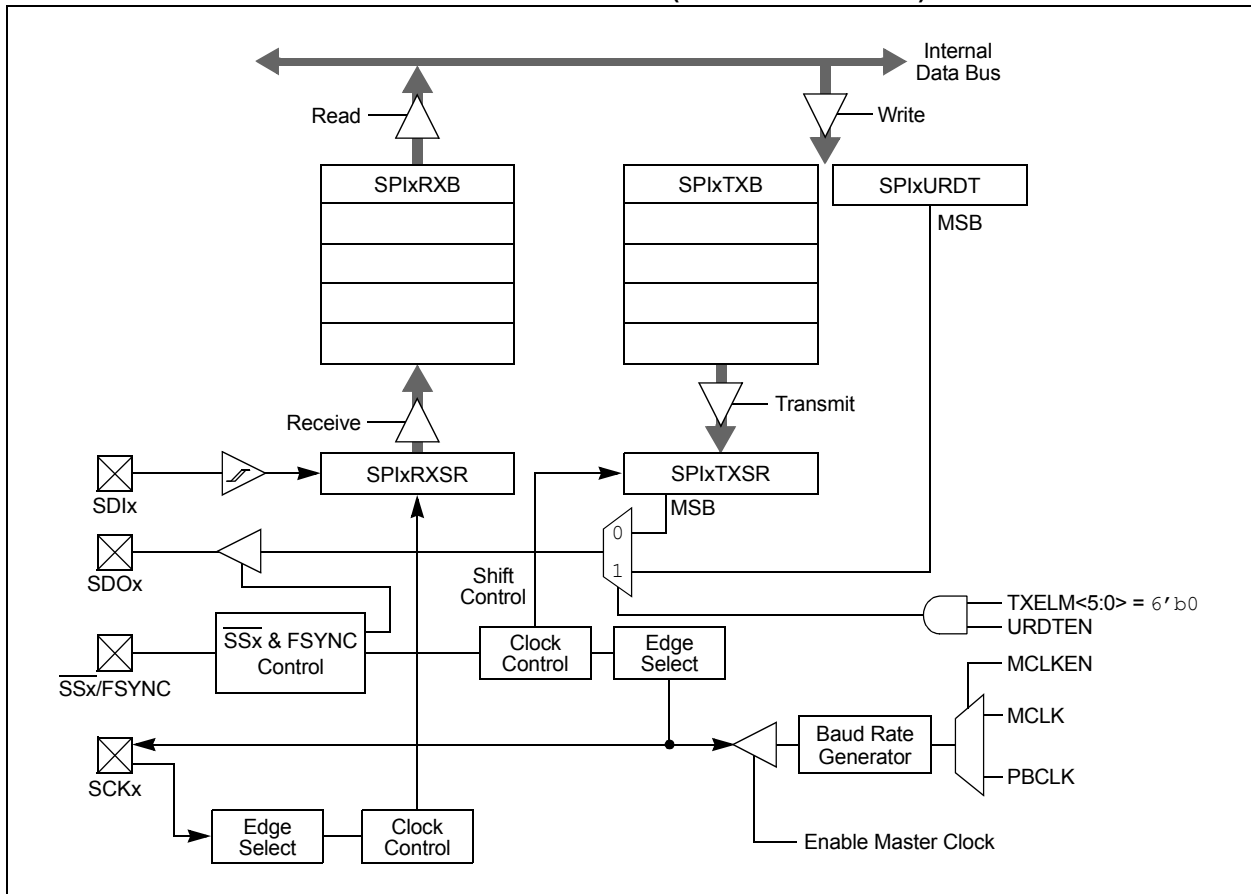 Internal
Data Bus
Read
Write
SPIxRXB
SPIxTXB
SPIxURDT
MSB
Receive
Transmit
SPIxRXSR
SPIxTXSR
MSB
SDIx
SDOx
0
1
Shift
Control
TXELM<5:0> = 6'b0
URDTEN
SSx & FSYNC
Control
SSx/FSYNC
Clock
Control
Edge
Select
MCLKEN
MCLK
PBCLK
Baud Rate
Generator
SCKx
Edge
Select
Clock
Control
Enable Master Clock